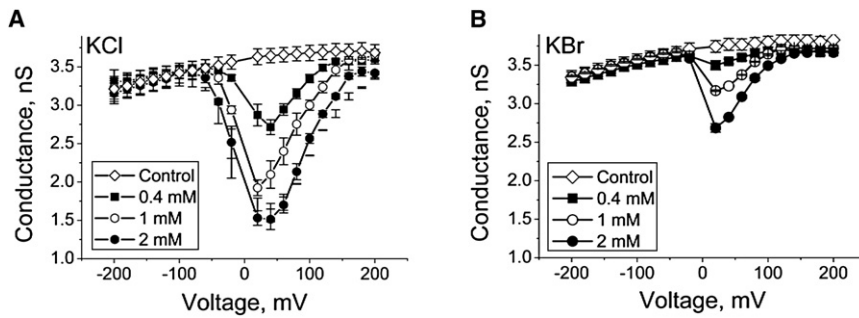 A
KCl
Conductance, nS
3.5
3.0
2.5
2.0
1.5
1.0
Control
0.4 mM
1 mM
2 mM
-200
-100
0
100
200
Voltage, mV
B
KBr
Conductance, nS
3.5
3.0
2.5
2.0
1.5
1.0
Control
0.4 mM
1 mM
2 mM
-200
-100
0
100
200
Voltage, mV